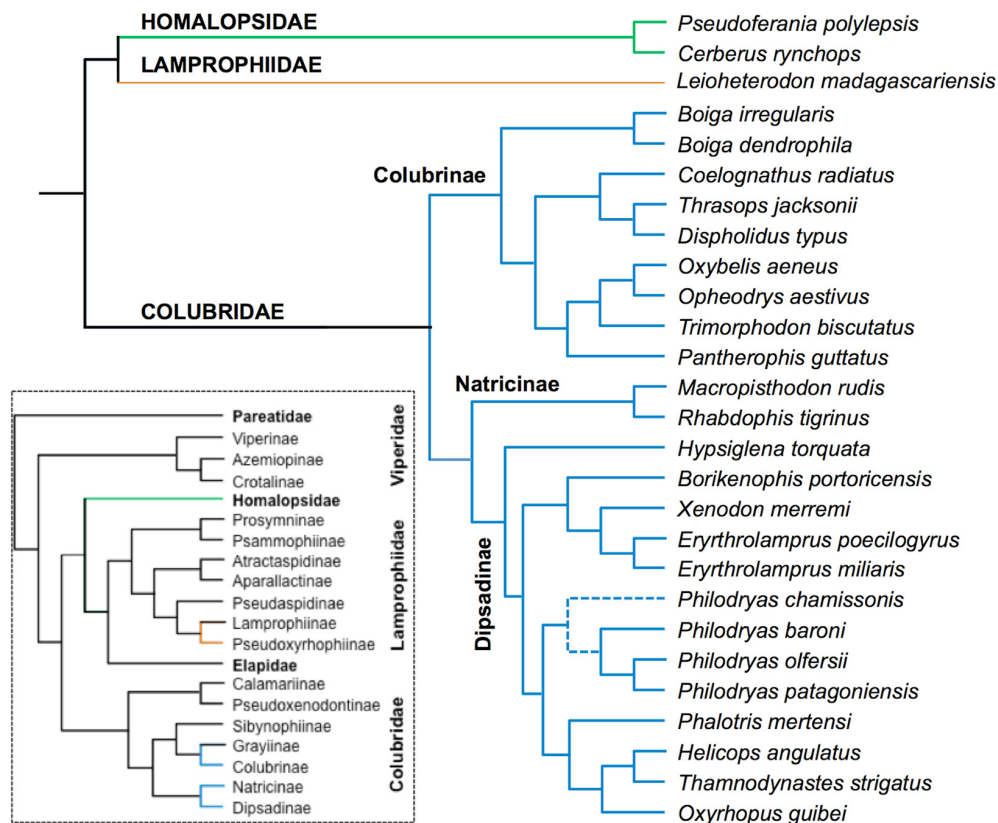 HOMALOPSIDAE
LAMPROPHIIDAE
COLUBRIDAE
Colubrinae
Natricinae
Dipsadinae
Pseudoferania polylepsis
Cerberus rynchops
Leioheterodon madagascariensis
Boiga irregularis
Boiga dendrophila
Coelognathus radiatus
Thrasops jacksonii
Dispholidus typus
Oxybelis aeneus
Opheodrys aestivus
Trimorphodon biscutatus
Pantherophis guttatus
Macropisthodon rudis
Rhabdophis tigrinus
Hypsiglena torquata
Borikenophis portoricensis
Xenodon merremi
Eryrthrolamprus poecilogyrus
Eryrthrolamprus miliaris
Philodryas chamissonis
Philodryas baroni
Philodryas olfersii
Philodryas patagoniensis
Phalotris mertensi
Helicops angulatus
Thamnodynastes strigatus
Oxyrhopus guibei
Pareatidae
Viperinae
Azemiopinae
Crotalinae
Homalopsidae
Prosymninae
Psammophiinae
Atractaspidinae
Aparallactinae
Pseudaspidinae
Lamprophiinae
Pseudoxyrhophiinae
Elapidae
Calamariinae
Pseudoxenodontinae
Sibynophiinae
Grayiinae
Colubrinae
Natricinae
Dipsadinae
Viperidae
Lamprophiidae
Colubridae